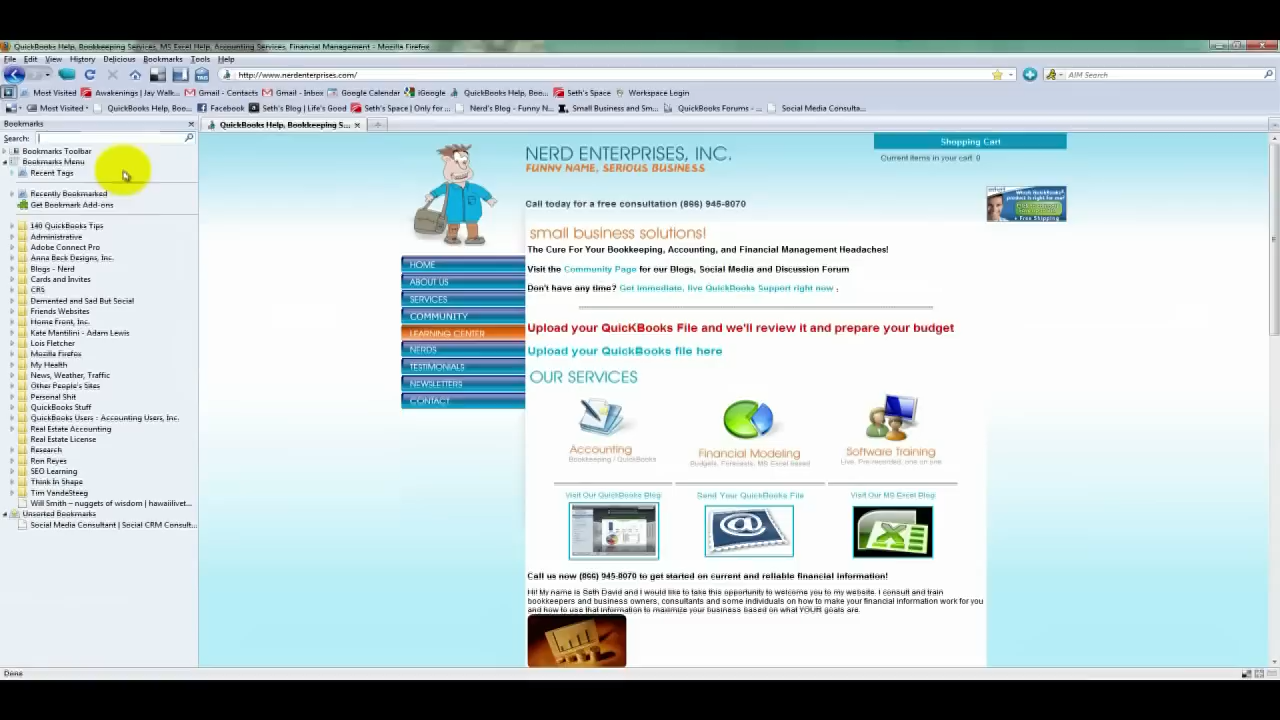 QuickBooks Help, Bookkeeping Services, MS Excel Help, Accounting Services, Financial Management - Mozilla Firefox
File Edit View History Delicious Bookmarks Tools Help
http://www.nerdenterprises.com/
AIM Search
Most Visited Awakenings | Jay Walk... Gmail - Contacts Gmail - Inbox Google Calendar iGoogle QuickBooks Help, Boo... Seth's Space Workspace Login
Most Visited QuickBooks Help, Boo... Facebook Seth's Blog | Life's Good Seth's Space | Only for... Nerd's Blog - Funny N... Small Business and Sm... QuickBooks Forums - ... Social Media Consulta...
Bookmarks
QuickBooks Help, Bookkeeping S...
Search:
Bookmarks Toolbar
Bookmarks Menu
Recent Tags
Recently Bookmarked
Get Bookmark Add-ons
140 QuickBooks Tips
Administrative
Adobe Connect Pro
Anna Beck Designs, Inc.
Blogs - Nerd
Cards and Invites
CRS
Demented and Sad But Social
Friends Websites
Home Front, Inc.
Kate Mantilini - Adam Lewis
Lois Fletcher
Mozilla Firefox
My Health
News, Weather, Traffic
Other People's Sites
Personal Shit
QuickBooks Stuff
QuickBooks Users - Accounting Users, Inc.
Real Estate Accounting
Real Estate License
Research
Ron Reyes
SEO Learning
Think In Shape
Tim VandeSteeg
Will Smith – nuggets of wisdom | hawaiilivet...
Unsorted Bookmarks
Social Media Consultant | Social CRM Consult...
NERD ENTERPRISES, INC.
FUNNY NAME, SERIOUS BUSINESS
Shopping Cart
Current items in your cart: 0
Call today for a free consultation (866) 945-8070
Which QuickBooks product is right for me?
+ Free Shipping
small business solutions!
The Cure For Your Bookkeeping, Accounting, and Financial Management Headaches!
Visit the Community Page for our Blogs, Social Media and Discussion Forum
Don't have any time? Get immediate, live QuickBooks Support right now .
HOME
ABOUT US
SERVICES
COMMUNITY
LEARNING CENTER
NERDS
TESTIMONIALS
NEWSLETTERS
CONTACT
Upload your QuicKBooks File and we'll review it and prepare your budget
Upload your QuickBooks file here
OUR SERVICES
Accounting
Bookkeeping / QuickBooks
Financial Modeling
Budgets, Forecasts, MS Excel based
Software Training
Live, Pre-recorded, one on one
Visit Our QuickBooks Blog
Send Your QuickBooks File
Visit Our MS Excel Blog
Call us now (866) 945-8070 to get started on current and reliable financial information!
Hi! My name is Seth David and I would like to take this opportunity to welcome you to my website. I consult and train
bookkeepers and business owners, consultants and some individuals on how to make your financial information work for you
and how to use that information to maximize your business based on what YOUR goals are.
Done